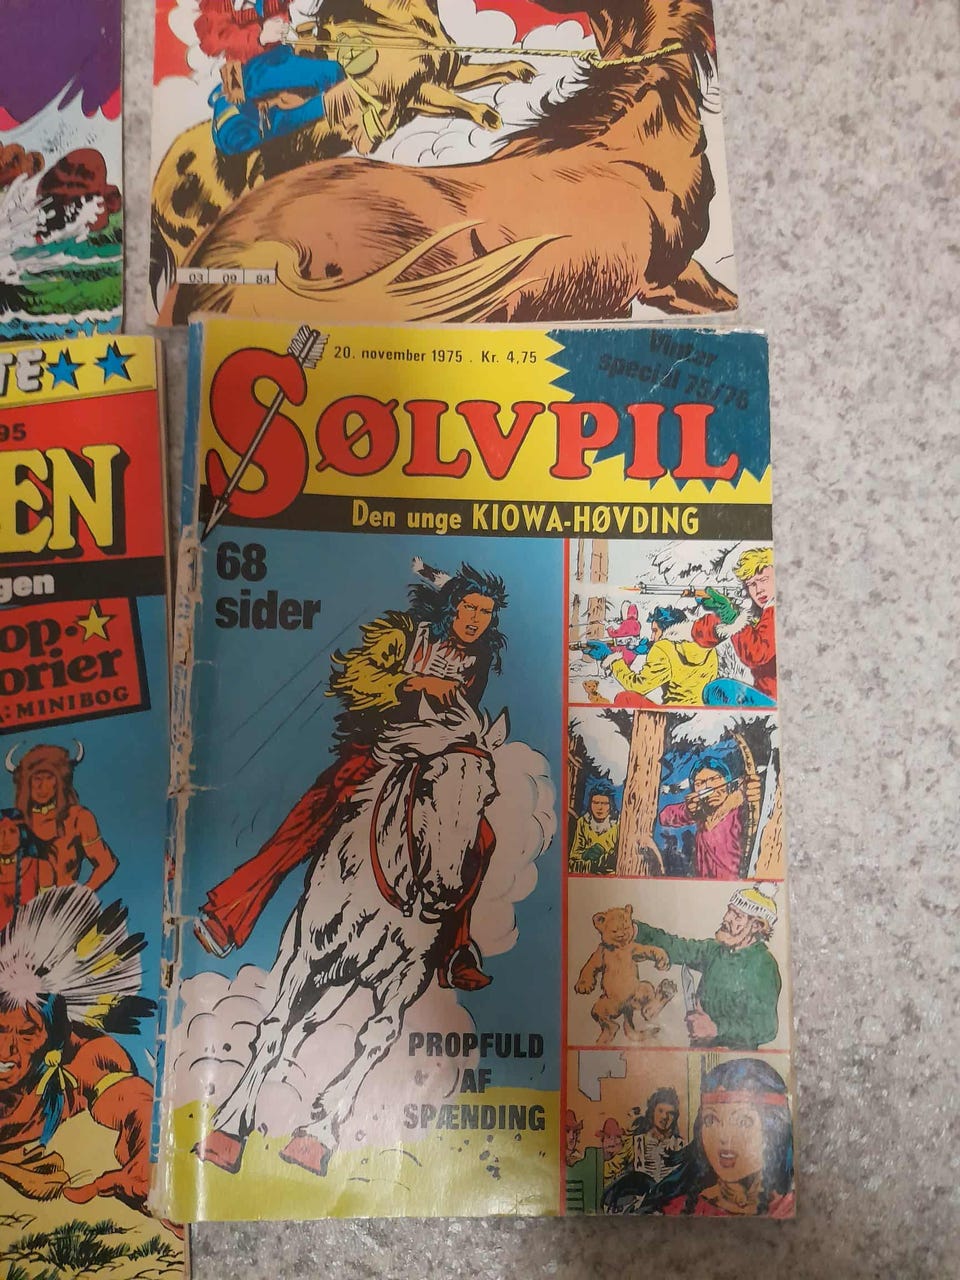 03 09 84
TE
95
EN
gen
op
orier
: MINIBOG
20. november 1975 . Kr. 4,75
Vinter
special 75/76
SØLVPIL
Den unge KIOWA-HØVDING
68
sider
PROPFULD
AF
SPÆNDING